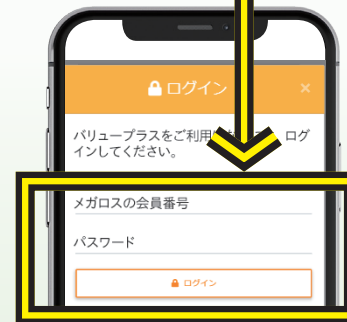 ログイン ×
バリュープラスをご利用 ログ
インしてください。
メガロスの会員番号
パスワード
ログイン